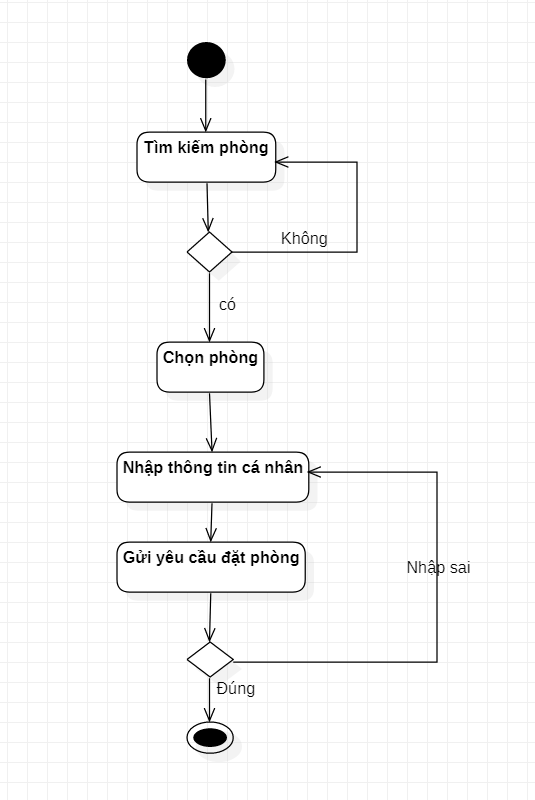 Tìm kiếm phòng
Không
có
Chọn phòng
Nhập thông tin cá nhân
Gửi yêu cầu đặt phòng
Nhập sai
Đúng